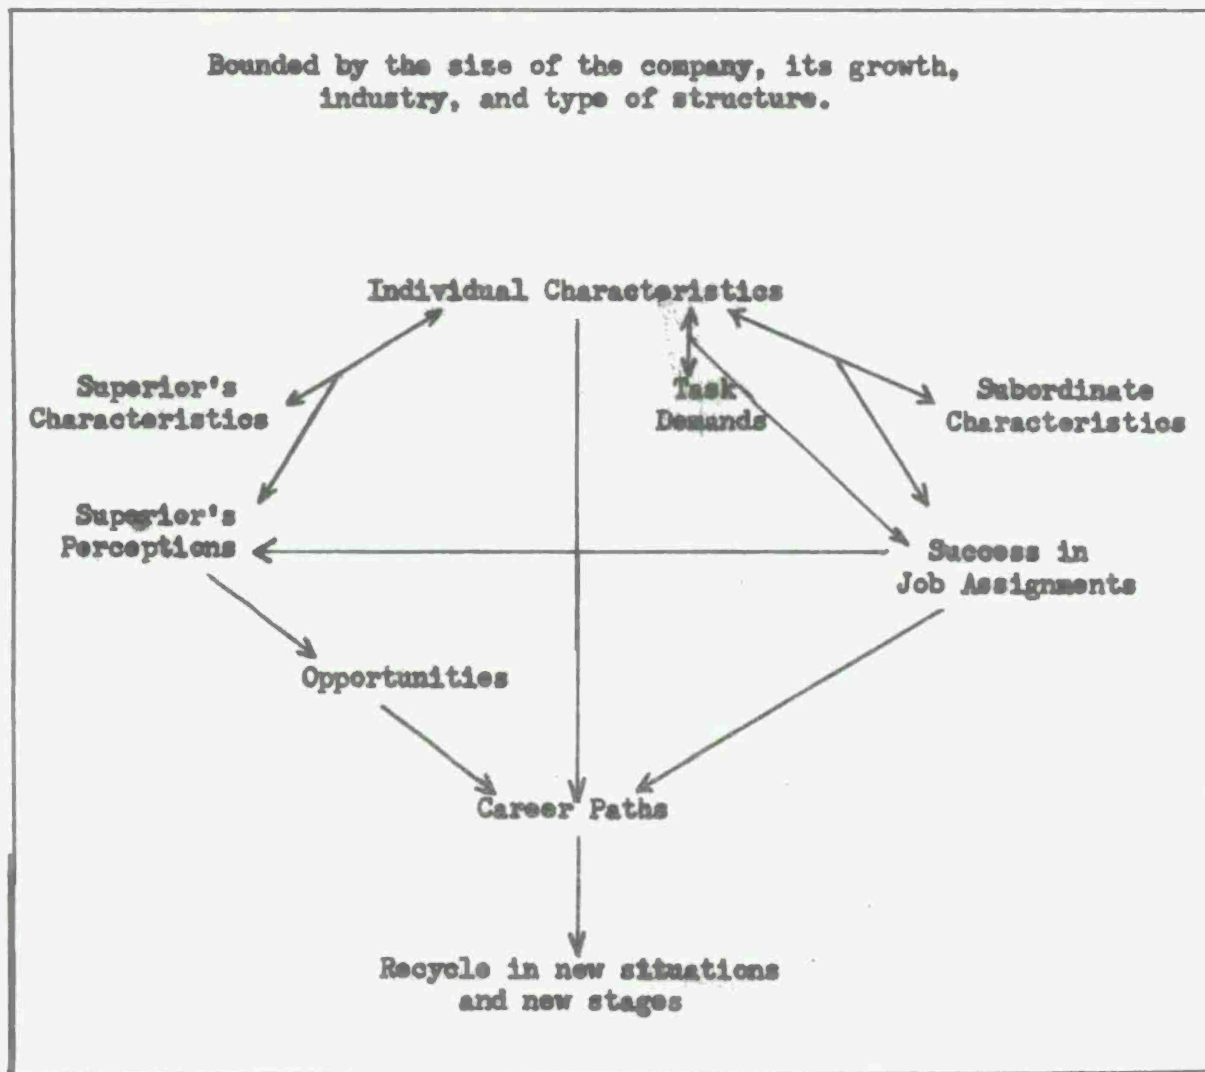 Bounded by the size of the company, its growth,
industry, and type of structure.
Individual Characteristics
Superior's
Characteristics
Task
Demands
Subordinate
Characteristics
Superior's
Perceptions
Success in
Job Assignments
Opportunities
Career Paths
Recycle in new situations
and new stages